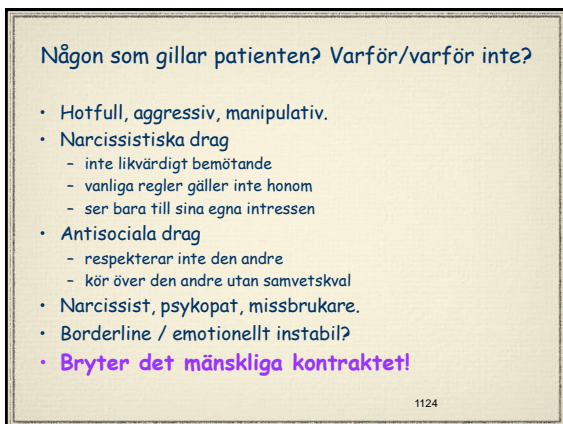 Någon som gillar patienten? Varför/varför inte?
• Hotfull, aggressiv, manipulativ.
• Narcissistiska drag
– inte likvärdigt bemötande
– vanliga regler gäller inte honom
– ser bara till sina egna intressen
• Antisociala drag
– respekterar inte den andre
– kör över den andre utan samvetskval
• Narcissist, psykopat, missbrukare.
• Borderline / emotionellt instabil?
• Bryter det mänskliga kontraktet!
1124